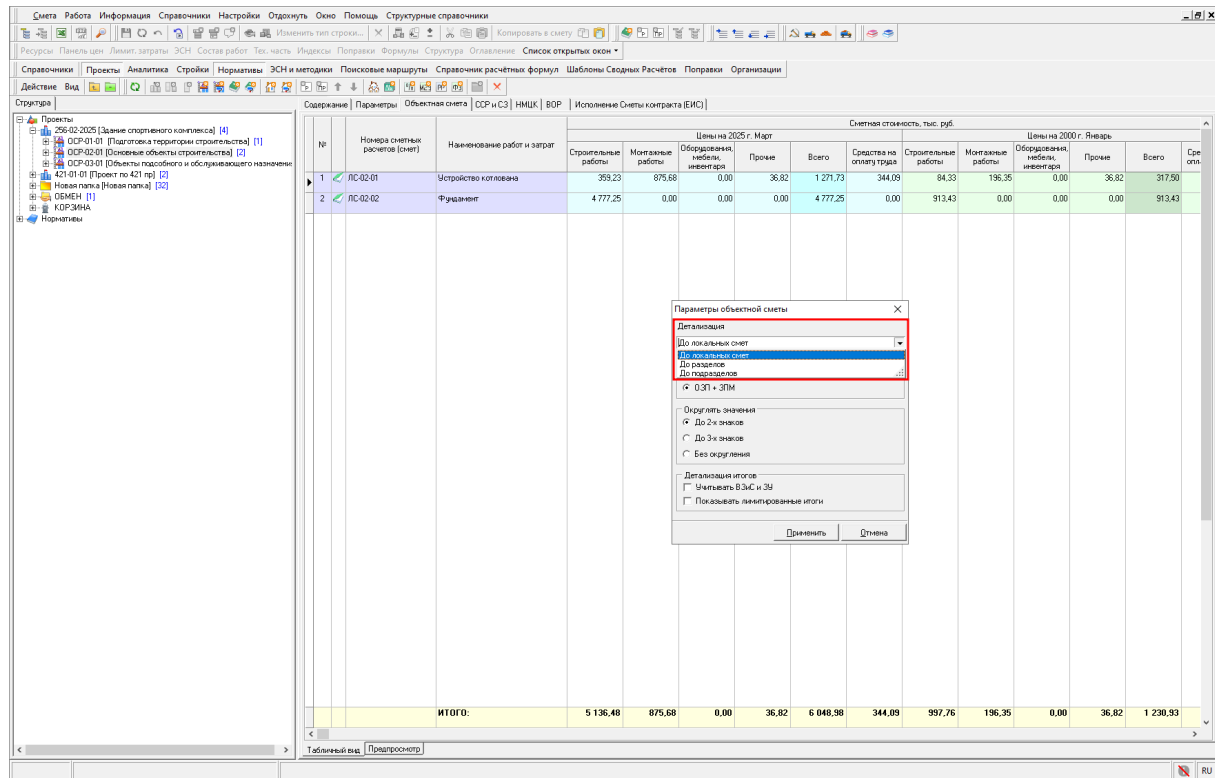 Смета Работа Информация Справочники Настройки Отдохнуть Окно Помощь Структурные справочники
Изменить тип строки... Копировать в смету
Ресурсы Панель цен Лимит. затраты ЭСН Состав работ Тех. часть Индексы Поправки Формулы Структура Оглавление Список открытых окон
Справочники Проекты Аналитика Стройки Нормативы ЭСН и методики Поисковые маршруты Справочник расчётных формул Шаблоны Сводных Расчётов Поправки Организации
Действие Вид
Структура
Проекты
256-02-2025 [Здание спортивного комплекса] [4]
ОСР-01-01 [Подготовка территории строительства] [1]
ОСР-02-01 [Основные объекты строительства] [2]
ОСР-03-01 [Объекты подсобного и обслуживающего назначения
421-01-01 [Проект по 421 пр] [2]
Новая папка [Новая папка] [32]
ОБМЕН [1]
КОРЗИНА
Нормативы
Содержание Параметры Объектная смета ССР и СЗ НМЦК ВОР Исполнение Сметы контракта (ЕИС)
Сметная стоимость, тыс. руб.
Цены на 2025 г. Март Цены на 2000 г. Январь
№ Номера сметных расчетов (смет) Наименование работ и затрат Строительные работы Монтажные работы Оборудования, мебели, инвентаря Прочие Всего Средства на оплату труда Строительные работы Монтажные работы Оборудования, мебели, инвентаря Прочие Всего
1 ЛС-02-01 Устройство котлована 359,23 875,68 0,00 36,82 1 271,73 344,09 84,33 196,35 0,00 36,82 317,50
2 ЛС-02-02 Фундамент 4 777,25 0,00 0,00 0,00 4 777,25 0,00 913,43 0,00 0,00 0,00 913,43
Параметры объектной сметы
Детализация
До локальных смет
До локальных смет
До разделов
До подразделов
ОЗП + ЗПМ
Округлять значения
До 2-х знаков
До 3-х знаков
Без округления
Детализация итогов
Учитывать ВЗиС и ЗУ
Показывать лимитированные итоги
Применить Отмена
ИТОГО: 5 136,48 875,68 0,00 36,82 6 048,98 344,09 997,76 196,35 0,00 36,82 1 230,93
Табличный вид Предпросмотр
RU